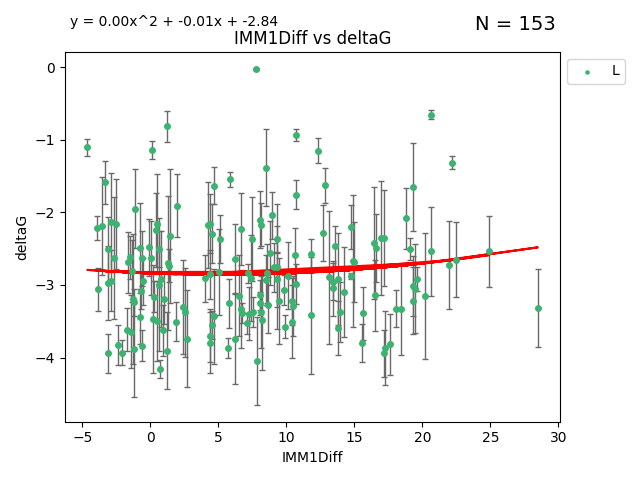 y = 0.00x^2 + -0.01x + -2.84
N = 153
IMM1Diff vs deltaG
L
deltaG
0
−1
−2
−3
−4
−5 0 5 10 15 20 25 30
IMM1Diff